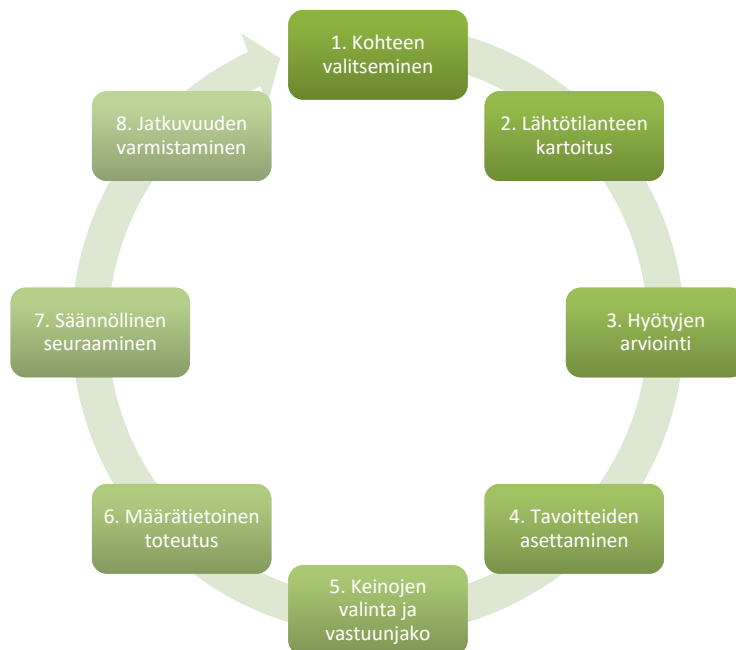 1. Kohteen
valitseminen
2. Lähtötilanteen
kartoitus
3. Hyötyjen
arviointi
4. Tavoitteiden
asettaminen
5. Keinojen
valinta ja
vastuunjako
6. Määrätietoinen
toteutus
7. Säännöllinen
seuraaminen
8. Jatkuvuuden
varmistaminen